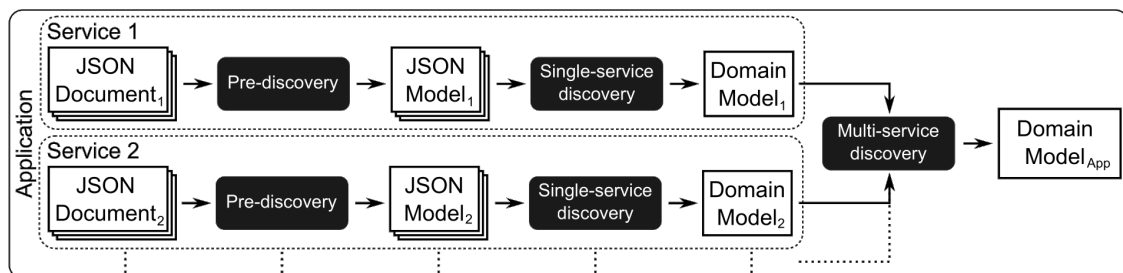 Application
Service 1
JSON
Document1
Pre-discovery
JSON
Model1
Single-service
discovery
Domain
Model1
Service 2
JSON
Document2
Pre-discovery
JSON
Model2
Single-service
discovery
Domain
Model2
Multi-service
discovery
Domain
ModelApp